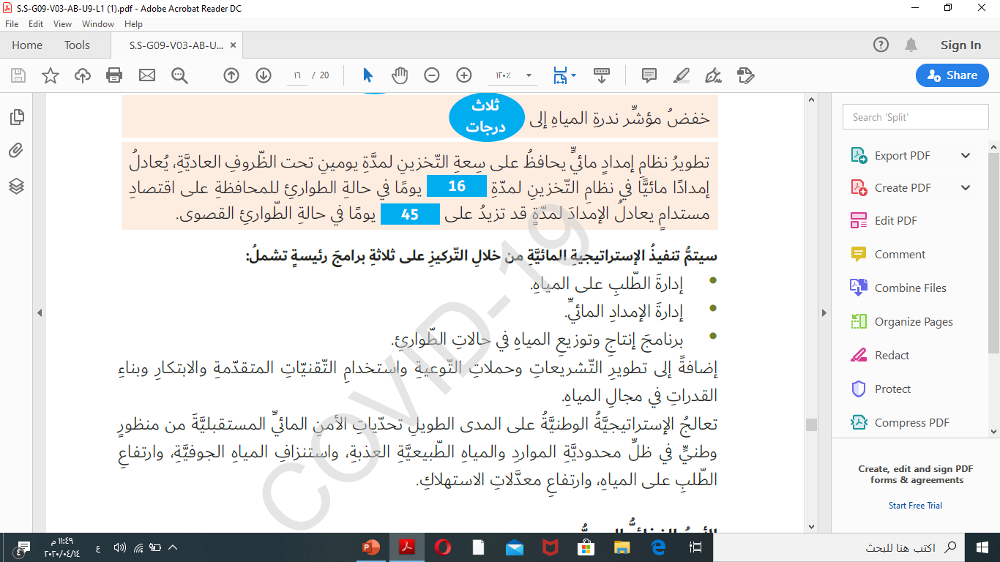 S.S-G09-V03-AB-U9-L1 (1).pdf - Adobe Acrobat Reader DC
File Edit View Window Help
Home Tools S.S-G09-V03-AB-U... × Sign In
١٦ / 20 ١٢٠٪ Share
خفضُ مؤشِّر ندرةِ المياهِ إلى ثلاث درجات
تطويرُ نظامِ إمدادٍ مائيٍّ يحافظُ على سِعةِ التّخزينِ لمدَّةِ يومينِ تحت الظّروفِ العاديَّةِ، يُعادلُ
إمدادًا مائيًّا في نظامِ التّخزينِ لمدّةِ 16 يومًا في حالةِ الطوارئِ للمحافظةِ على اقتصادِ
مستدامٍ يعادلُ الإمدادَ لمدّةٍ قد تزيدُ على 45 يومًا في حالةِ الطّوارئِ القصوى.
سيتمُّ تنفيذُ الإستراتيجيةِ المائيَّةِ من خلالِ التّركيزِ على ثلاثةِ برامجَ رئيسةٍ تشملُ:
• إدارةَ الطّلبِ على المياهِ.
• إدارةَ الإمدادِ المائيِّ.
• برنامجَ إنتاجِ وتوزيعِ المياهِ في حالاتِ الطّوارئِ.
إضافةً إلى تطويرِ التّشريعاتِ وحملاتِ التّوعيةِ واستخدامِ التّقنيّاتِ المتقدّمةِ والابتكارِ وبناءِ
القدراتِ في مجالِ المياهِ.
تعالجُ الإستراتيجيَّةُ الوطنيَّةُ على المدى الطويلِ تحدّياتِ الأمنِ المائيِّ المستقبليَّةَ من منظورٍ
وطنيٍّ في ظلِّ محدوديَّةِ المواردِ والمياهِ الطّبيعيَّةِ العذبةِ، واستنزافِ المياهِ الجوفيَّةِ، وارتفاعِ
الطّلبِ على المياهِ، وارتفاعِ معدَّلاتِ الاستهلاكِ.
COVID-19
Search 'Split'
Export PDF
Create PDF
Edit PDF
Comment
Combine Files
Organize Pages
Redact
Protect
Compress PDF
Create, edit and sign PDF
forms & agreements
Start Free Trial
اكتب هنا للبحث
ع
١١:٤٩ م
٢٠٢٠/٠٤/١٤
٤